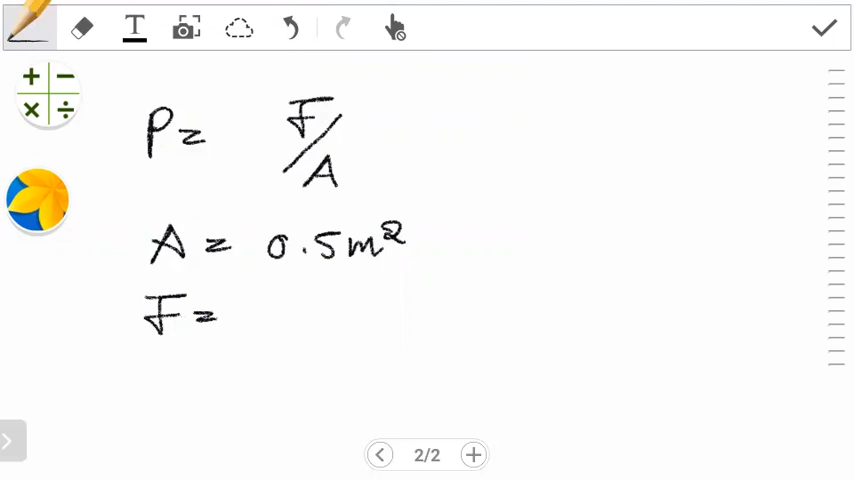 T
P= F/A
A = 0.5m²
F=
2/2